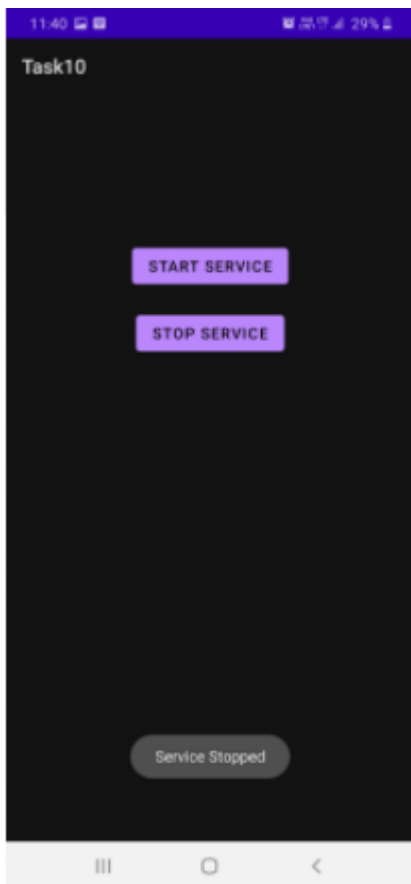 11:40 29%
Task10
START SERVICE
STOP SERVICE
Service Stopped